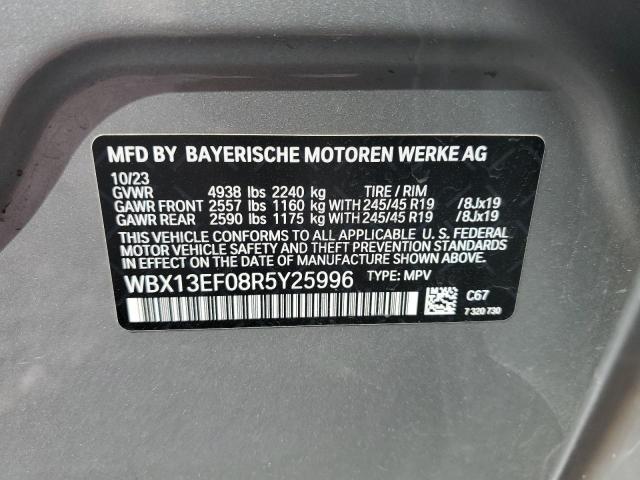 MFD BY BAYERISCHE MOTOREN WERKE AG
10/23
GVWR 4938 lbs 2240 kg TIRE / RIM
GAWR FRONT 2557 lbs 1160 kg WITH 245/45 R19 /8Jx19
GAWR REAR 2590 lbs 1175 kg WITH 245/45 R19 /8Jx19
THIS VEHICLE CONFORMS TO ALL APPLICABLE U. S. FEDERAL
MOTOR VEHICLE SAFETY, BUMPER, AND THEFT PREVENTION
STANDARDS IN EFFECT ON THE DATE OF MANUFACTURE SHOWN ABOVE.
WBX13EF08R5Y25996 TYPE: MPV
C67
7 320 730